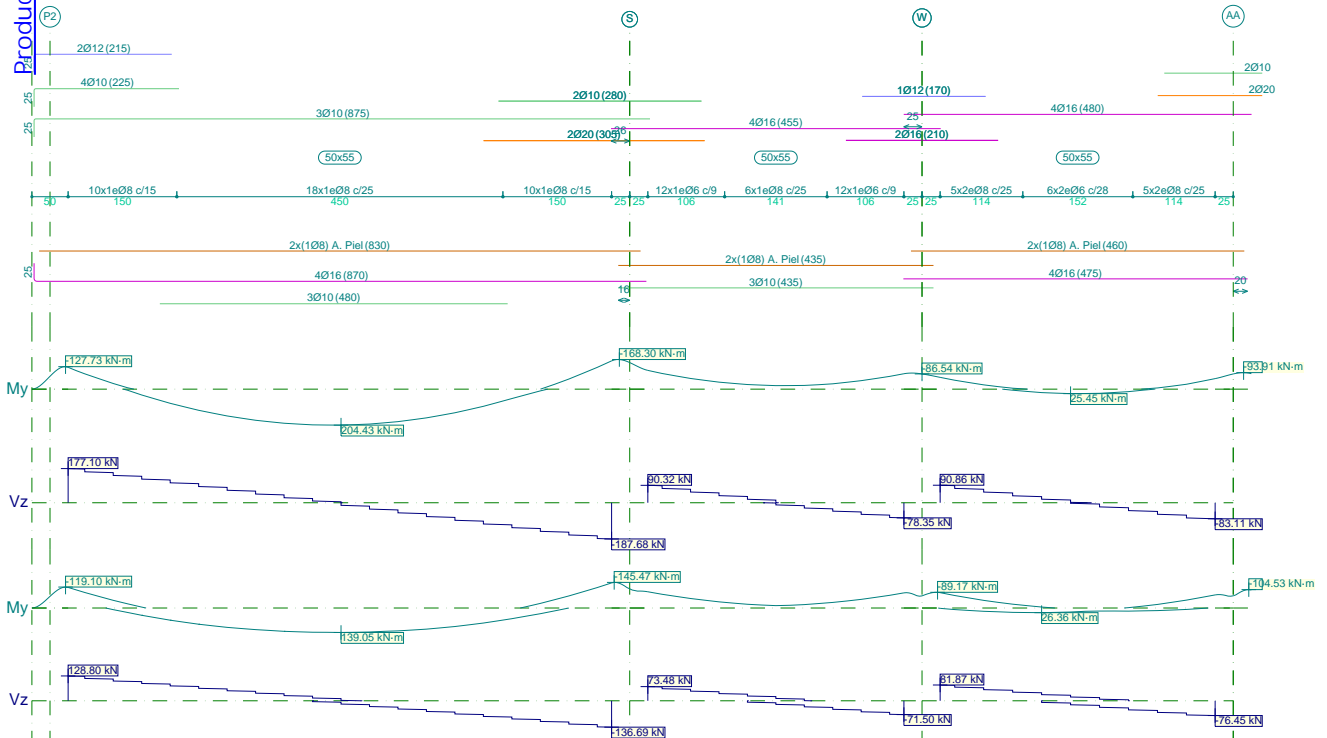 Produc
P2 S W AA
2Ø12 (215)
2Ø10
25
4Ø10 (225)
2Ø20
2Ø10 (280)
1Ø12 (170)
25
3Ø10 (875)
4Ø16 (480)
25
4Ø16 (455)
25
2Ø20 (305)
26
2Ø16 (210)
50x55 50x55 50x55
10x1eØ8 c/15 18x1eØ8 c/25 10x1eØ8 c/15 12x1eØ6 c/9 6x1eØ8 c/25 12x1eØ6 c/9 5x2eØ8 c/25 6x2eØ6 c/28 5x2eØ8 c/25
50 150 450 150 25 25 106 141 106 25 25 114 152 114 25
2x(1Ø8) A. Piel (830) 2x(1Ø8) A. Piel (460)
2x(1Ø8) A. Piel (435)
25
4Ø16 (870)
4Ø16 (475)
3Ø10 (435)
20
16
3Ø10 (480)
-127.73 kN·m -168.30 kN·m -86.54 kN·m -93.91 kN·m
My
204.43 kN·m 25.45 kN·m
177.10 kN 90.32 kN 90.86 kN
Vz
-187.68 kN -78.35 kN -83.11 kN
-119.10 kN·m -145.47 kN·m -89.17 kN·m -104.53 kN·m
My
139.05 kN·m 26.36 kN·m
128.80 kN 73.48 kN 81.87 kN
Vz
-136.69 kN -71.50 kN -76.45 kN